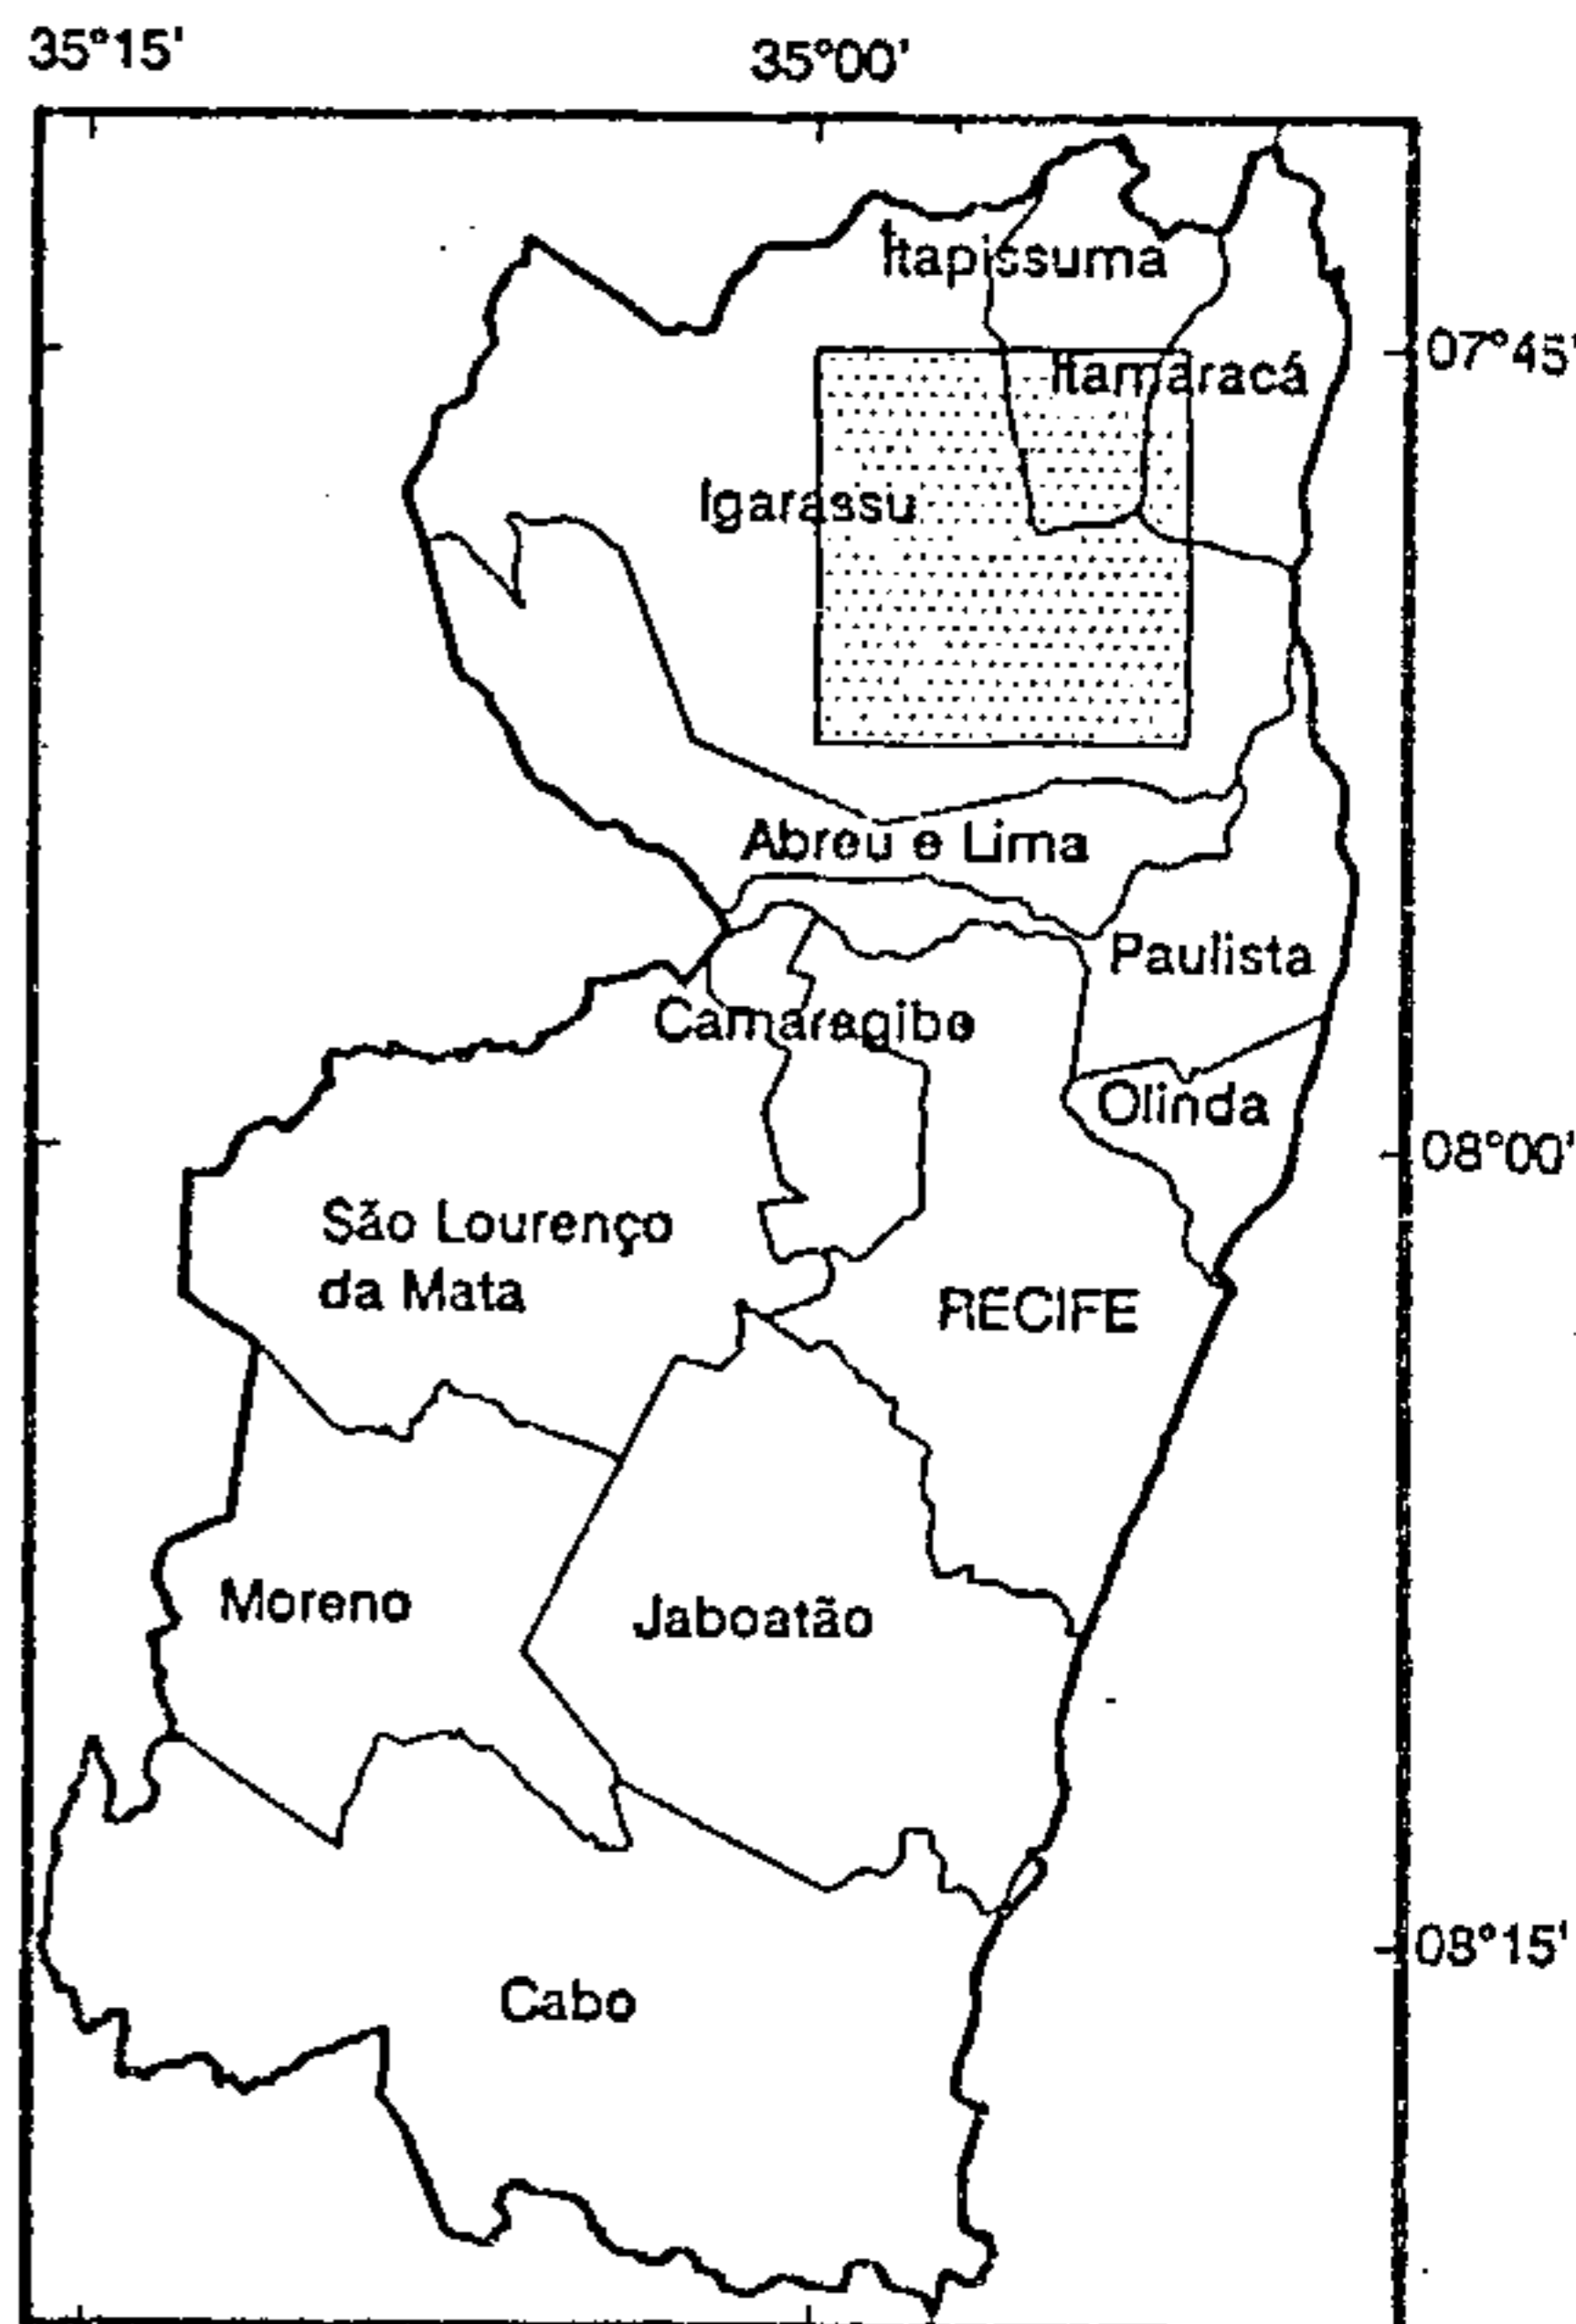 35°15'
35°00'
Itapissuma
07°45'
Itamaracá
Igarassu
Abreu e Lima
Paulista
Camaragibe
Olinda
08°00'
São Lourenço
da Mata
RECIFE
Moreno
Jaboatão
08°15'
Cabo